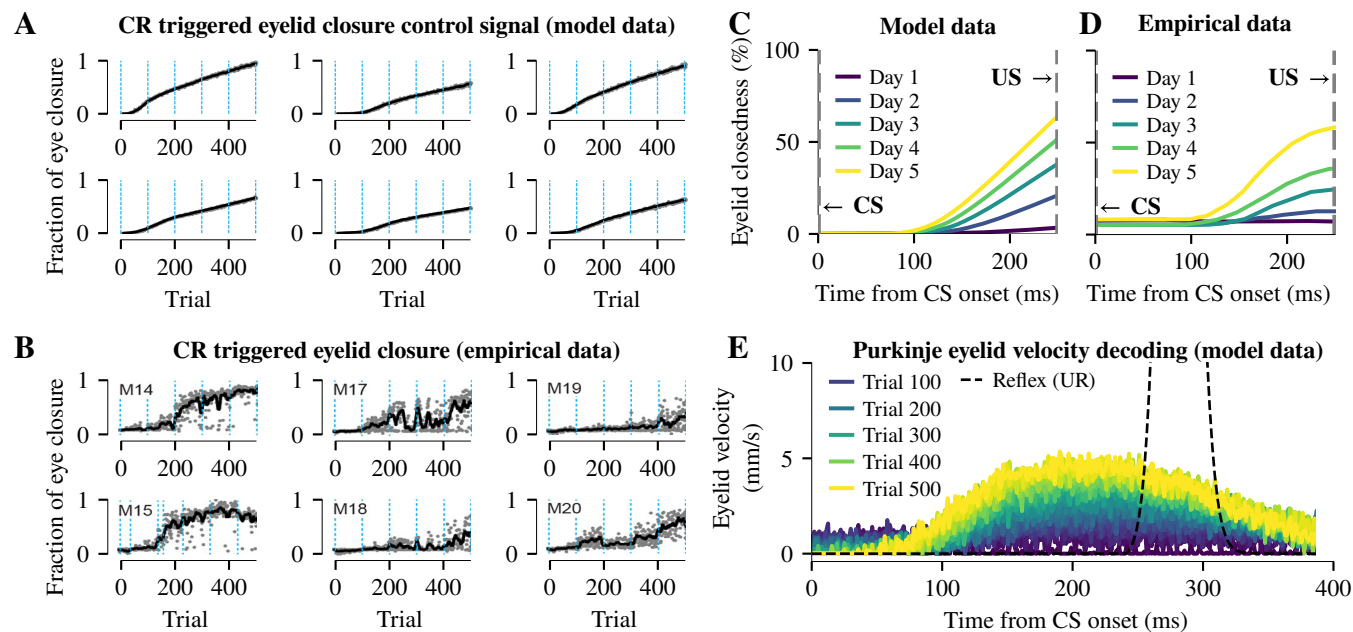 A
CR triggered eyelid closure control signal (model data)
Fraction of eye closure
1
0
1
0
1
0
0 200 400
0 200 400
0 200 400
1
0
1
0
1
0
0 200 400
0 200 400
0 200 400
Trial
Trial
Trial
B
CR triggered eyelid closure (empirical data)
Fraction of eye closure
1
0
M14
1
0
M17
1
0
M19
0 200 400
0 200 400
0 200 400
1
0
M15
1
0
M18
1
0
M20
0 200 400
0 200 400
0 200 400
Trial
Trial
Trial
C
Model data
Eyelid closedness (%)
100
50
0
Day 1
Day 2
Day 3
Day 4
Day 5
US →
← CS
0 100 200
Time from CS onset (ms)
D
Empirical data
Day 1
Day 2
Day 3
Day 4
Day 5
US →
← CS
0 100 200
Time from CS onset (ms)
E
Purkinje eyelid velocity decoding (model data)
Eyelid velocity
(mm/s)
10
5
0
Trial 100
Trial 200
Trial 300
Trial 400
Trial 500
Reflex (UR)
0 100 200 300 400
Time from CS onset (ms)